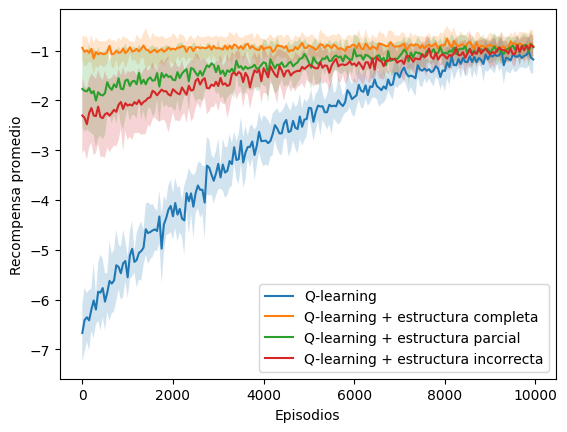 −1
−2
−3
−4
−5
−6
−7
Recompensa promedio
0
2000
4000
6000
8000
10000
Episodios
Q-learning
Q-learning + estructura completa
Q-learning + estructura parcial
Q-learning + estructura incorrecta